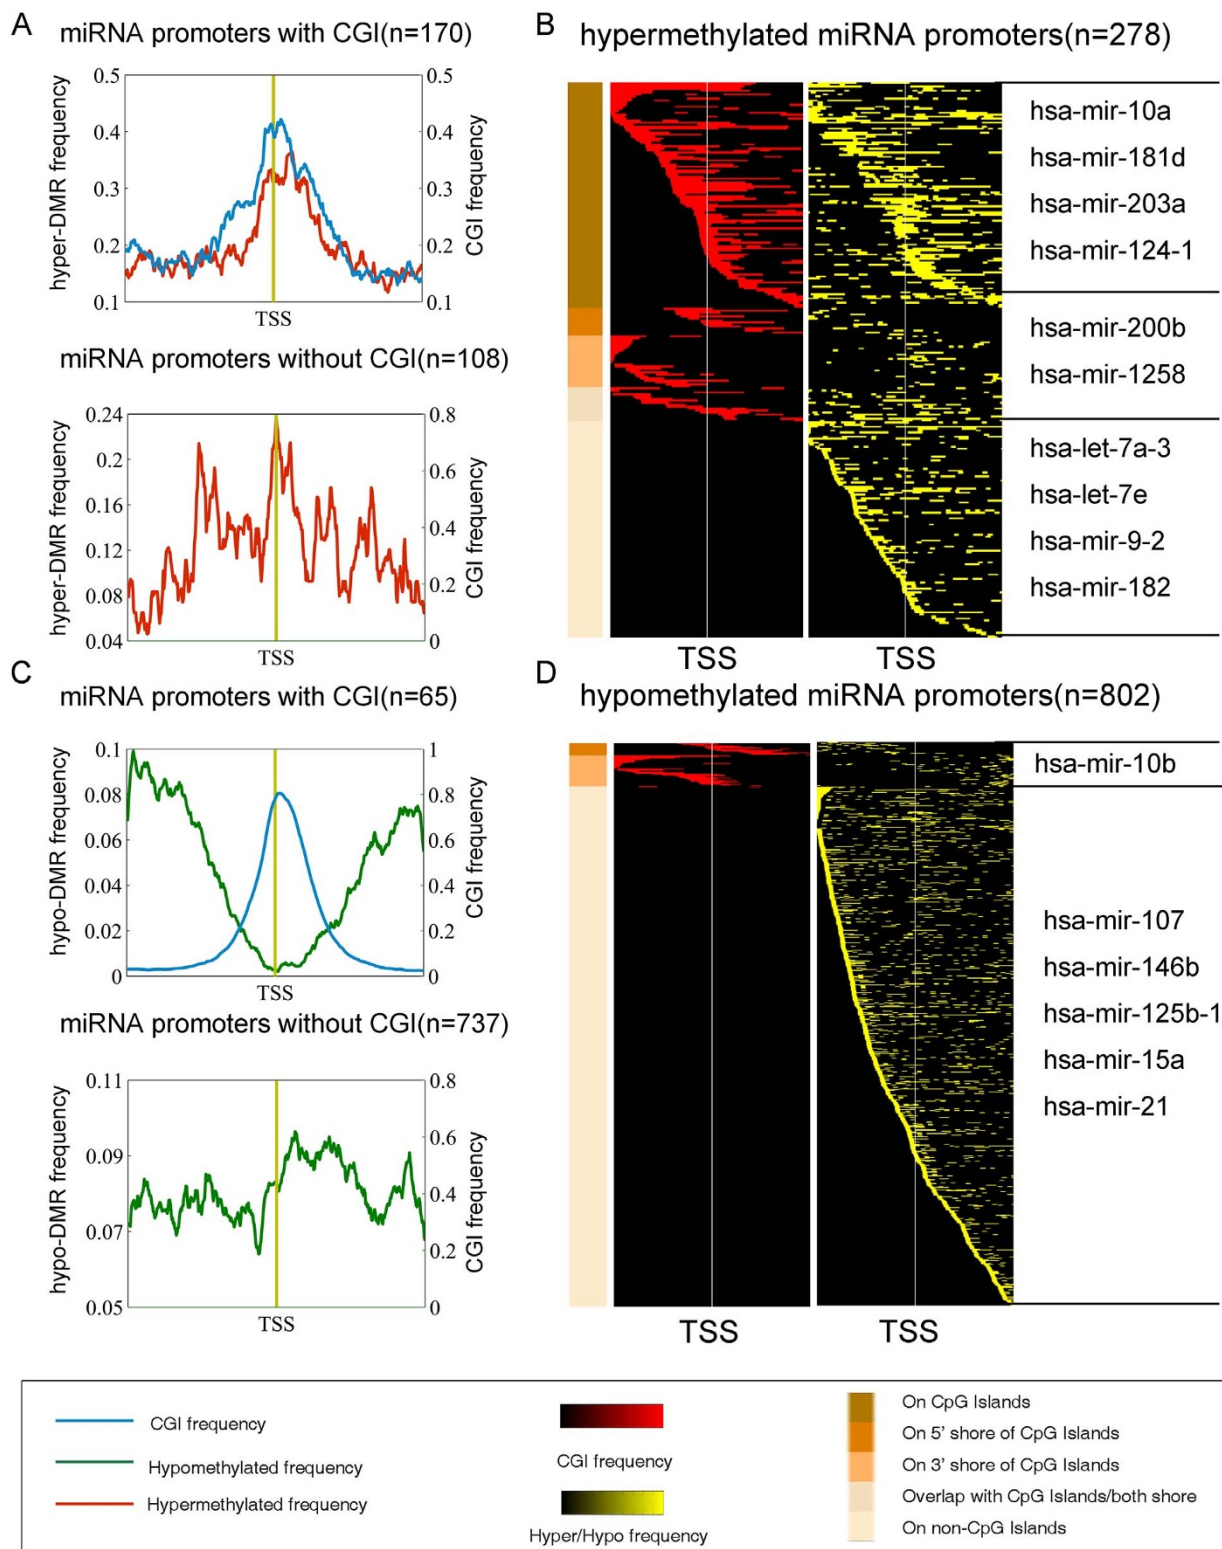 A miRNA promoters with CGI(n=170)
0.5
0.4
0.3
0.2
0.1
hyper-DMR frequency
0.5
0.4
0.3
0.2
0.1
CGI frequency
TSS
miRNA promoters without CGI(n=108)
0.24
0.2
0.16
0.12
0.08
0.04
hyper-DMR frequency
0.8
0.6
0.4
0.2
0
CGI frequency
TSS
B hypermethylated miRNA promoters(n=278)
hsa-mir-10a
hsa-mir-181d
hsa-mir-203a
hsa-mir-124-1
hsa-mir-200b
hsa-mir-1258
hsa-let-7a-3
hsa-let-7e
hsa-mir-9-2
hsa-mir-182
TSS
TSS
C miRNA promoters with CGI(n=65)
0.1
0.08
0.06
0.04
0.02
0
hypo-DMR frequency
1
0.8
0.6
0.4
0.2
0
CGI frequency
TSS
miRNA promoters without CGI(n=737)
0.11
0.09
0.07
0.05
hypo-DMR frequency
0.8
0.6
0.4
0.2
0
CGI frequency
TSS
D hypomethylated miRNA promoters(n=802)
hsa-mir-10b
hsa-mir-107
hsa-mir-146b
hsa-mir-125b-1
hsa-mir-15a
hsa-mir-21
TSS
TSS
CGI frequency
Hypomethylated frequency
Hypermethylated frequency
CGI frequency
Hyper/Hypo frequency
On CpG Islands
On 5' shore of CpG Islands
On 3' shore of CpG Islands
Overlap with CpG Islands/both shore
On non-CpG Islands